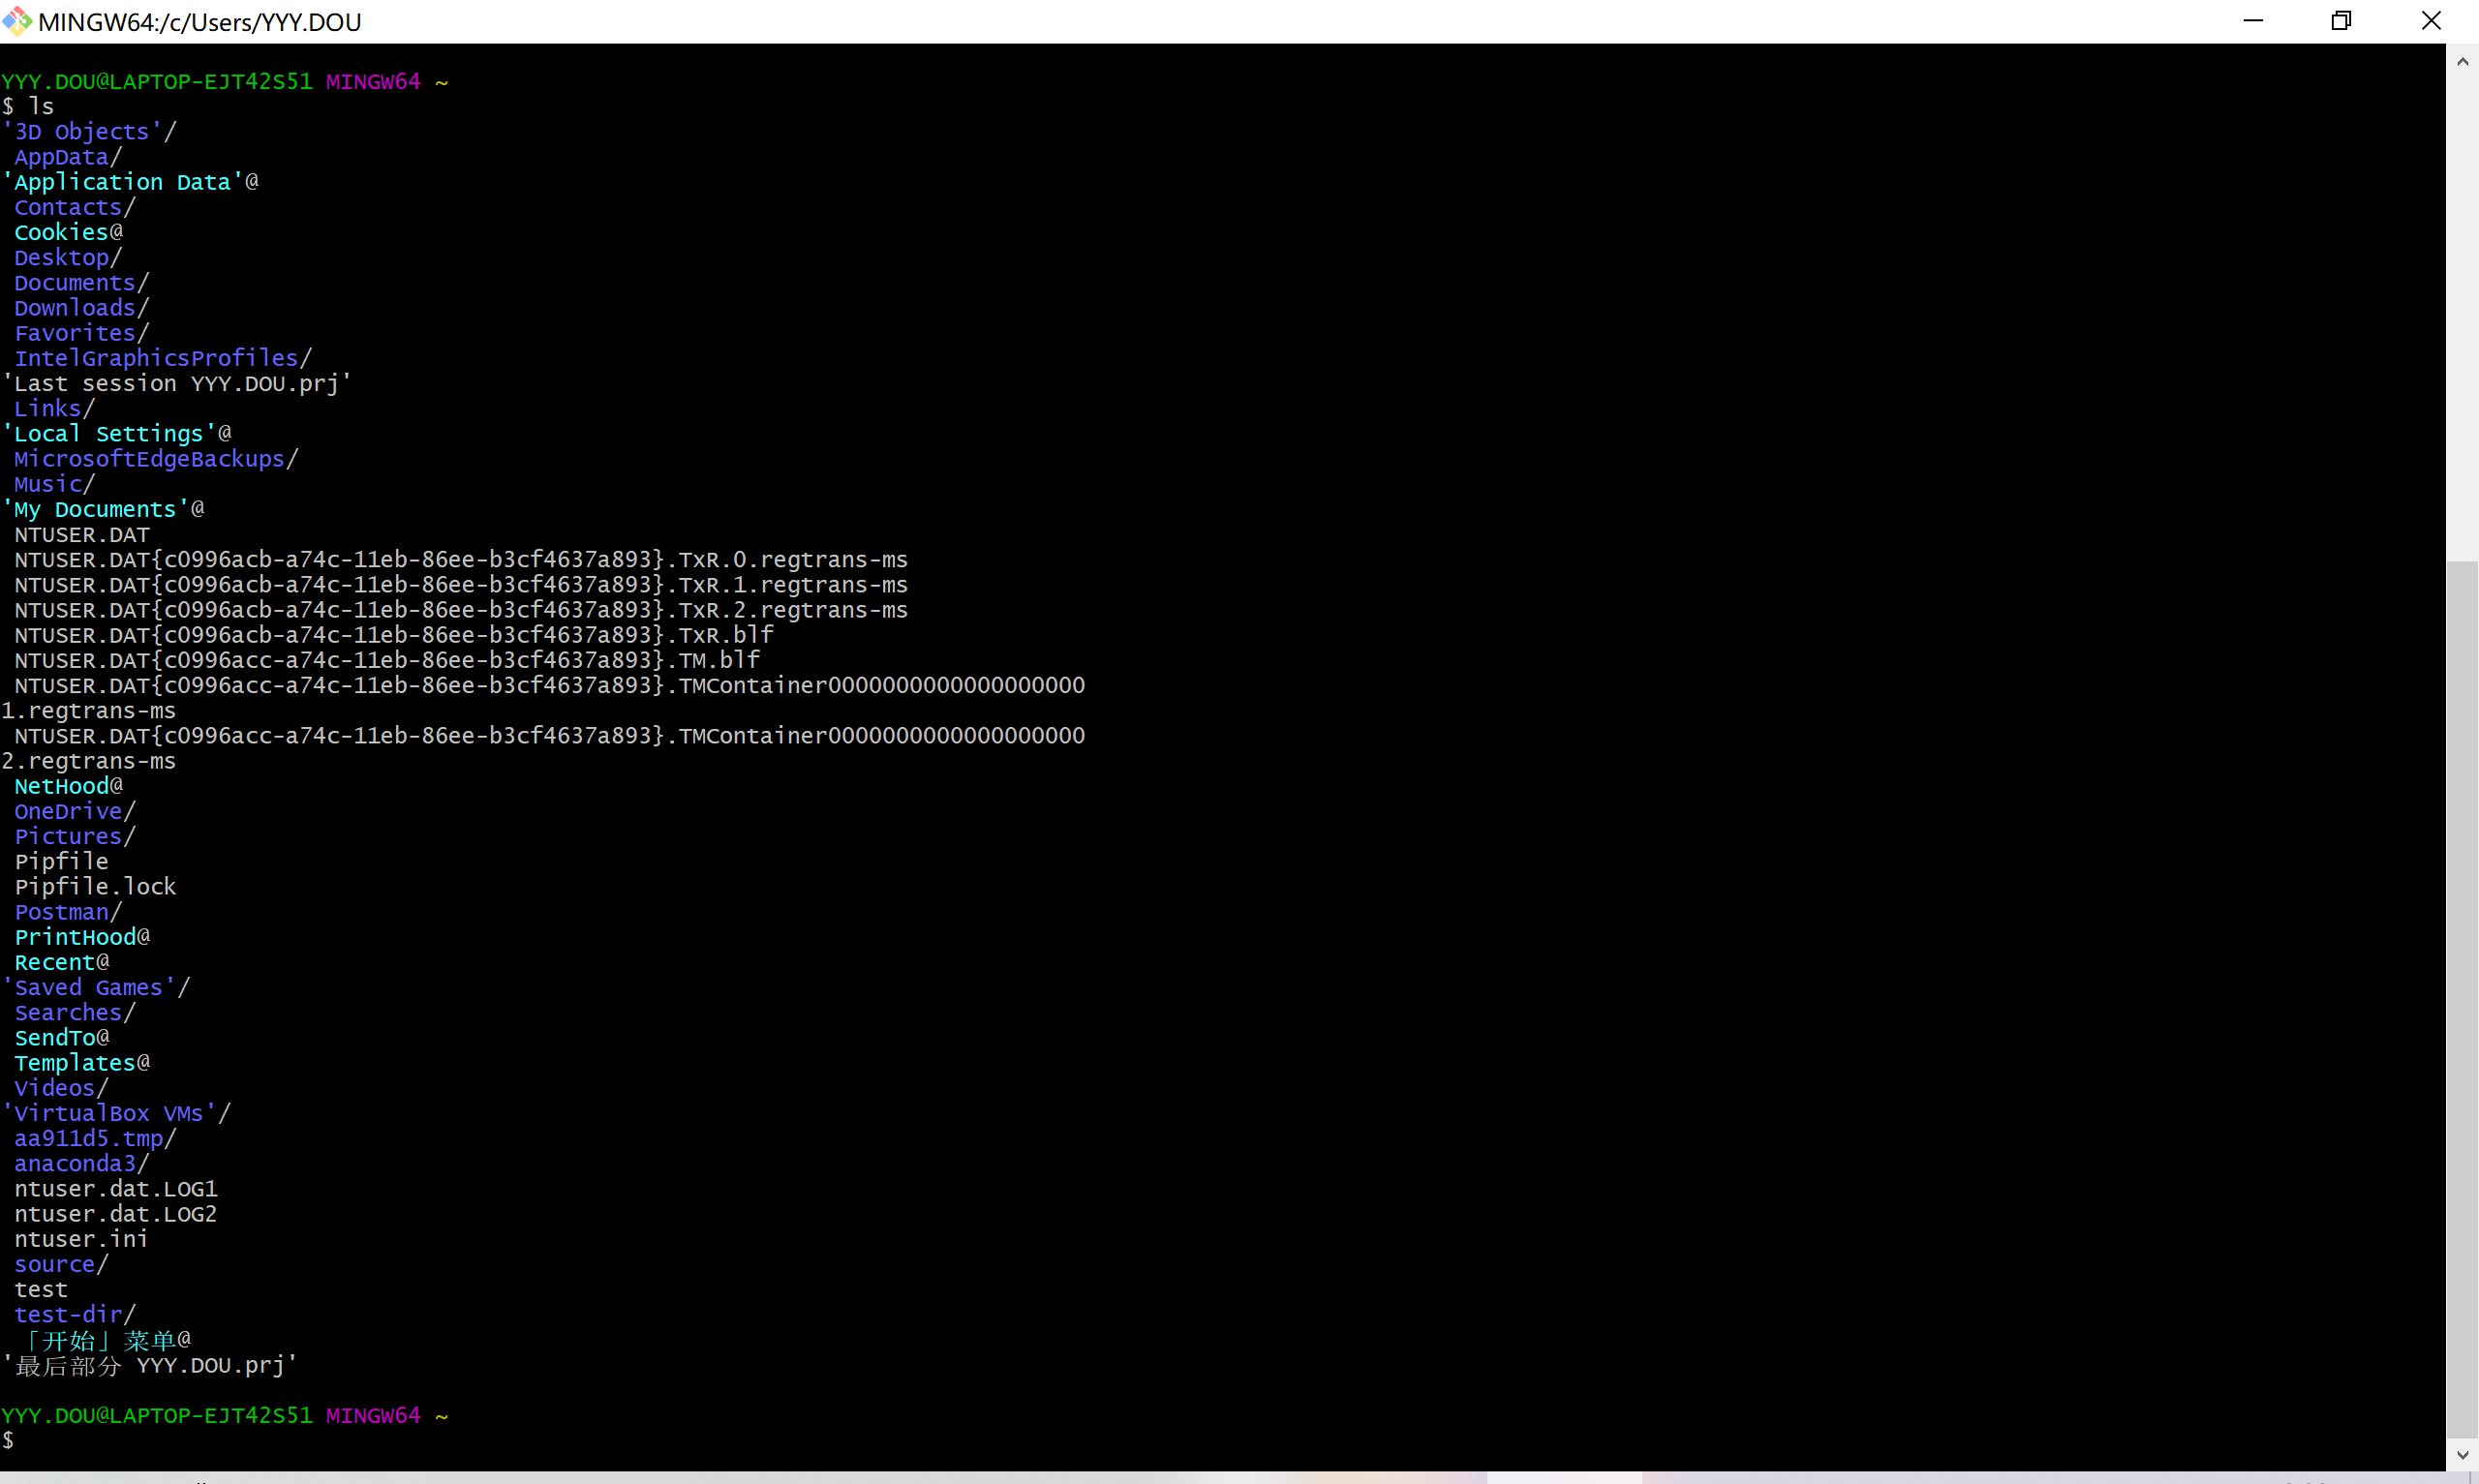 MINGW64:/c/Users/YYY.DOU
YYY.DOU@LAPTOP-EJT42S51 MINGW64 ~
$ ls
'3D Objects'/
AppData/
'Application Data'@
Contacts/
Cookies@
Desktop/
Documents/
Downloads/
Favorites/
IntelGraphicsProfiles/
'Last session YYY.DOU.prj'
Links/
'Local Settings'@
MicrosoftEdgeBackups/
Music/
'My Documents'@
NTUSER.DAT
NTUSER.DAT{c0996acb-a74c-11eb-86ee-b3cf4637a893}.TxR.0.regtrans-ms
NTUSER.DAT{c0996acb-a74c-11eb-86ee-b3cf4637a893}.TxR.1.regtrans-ms
NTUSER.DAT{c0996acb-a74c-11eb-86ee-b3cf4637a893}.TxR.2.regtrans-ms
NTUSER.DAT{c0996acb-a74c-11eb-86ee-b3cf4637a893}.TxR.blf
NTUSER.DAT{c0996acc-a74c-11eb-86ee-b3cf4637a893}.TM.blf
NTUSER.DAT{c0996acc-a74c-11eb-86ee-b3cf4637a893}.TMContainer0000000000000000000
1.regtrans-ms
NTUSER.DAT{c0996acc-a74c-11eb-86ee-b3cf4637a893}.TMContainer0000000000000000000
2.regtrans-ms
NetHood@
OneDrive/
Pictures/
Pipfile
Pipfile.lock
Postman/
PrintHood@
Recent@
'Saved Games'/
Searches/
SendTo@
Templates@
Videos/
'VirtualBox VMs'/
aa911d5.tmp/
anaconda3/
ntuser.dat.LOG1
ntuser.dat.LOG2
ntuser.ini
source/
test
test-dir/
「开始」菜单@
'最后部分 YYY.DOU.prj'
YYY.DOU@LAPTOP-EJT42S51 MINGW64 ~
$